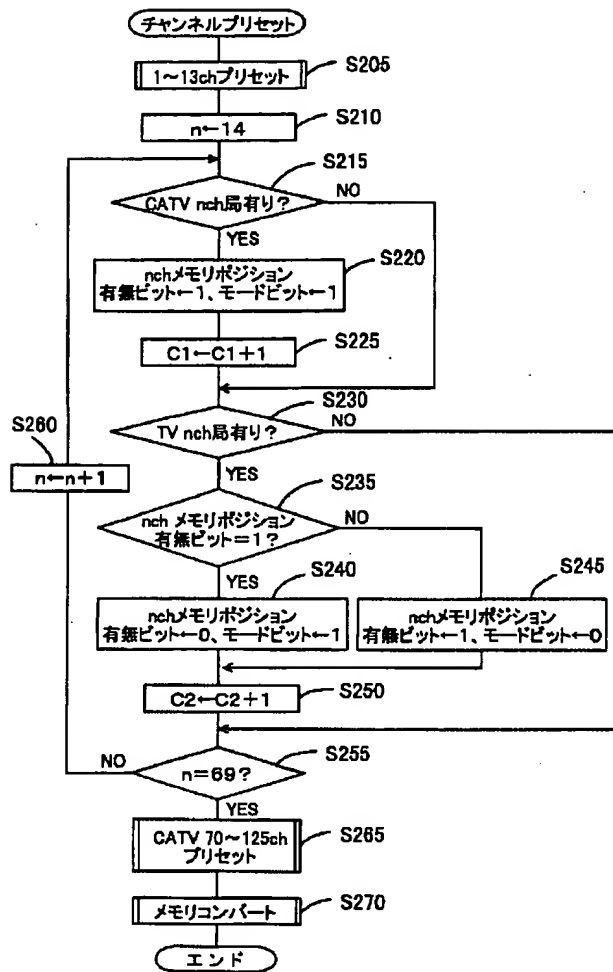 チャンネルプリセット
1～13chプリセット
S205
n←14
S210
S215
CATV nch局有り?
NO
YES
nchメモリポジション
有無ビット←1、モードビット←1
S220
C1←C1+1
S225
S230
TV nch局有り?
NO
YES
S260
n←n+1
S235
nch メモリポジション
有無ビット=1?
NO
YES
S240
nchメモリポジション
有無ビット←0、モードビット←1
S245
nchメモリポジション
有無ビット←1、モードビット←0
C2←C2+1
S250
S255
n=69?
NO
YES
CATV 70～125ch
プリセット
S265
メモリコンバート
S270
エンド